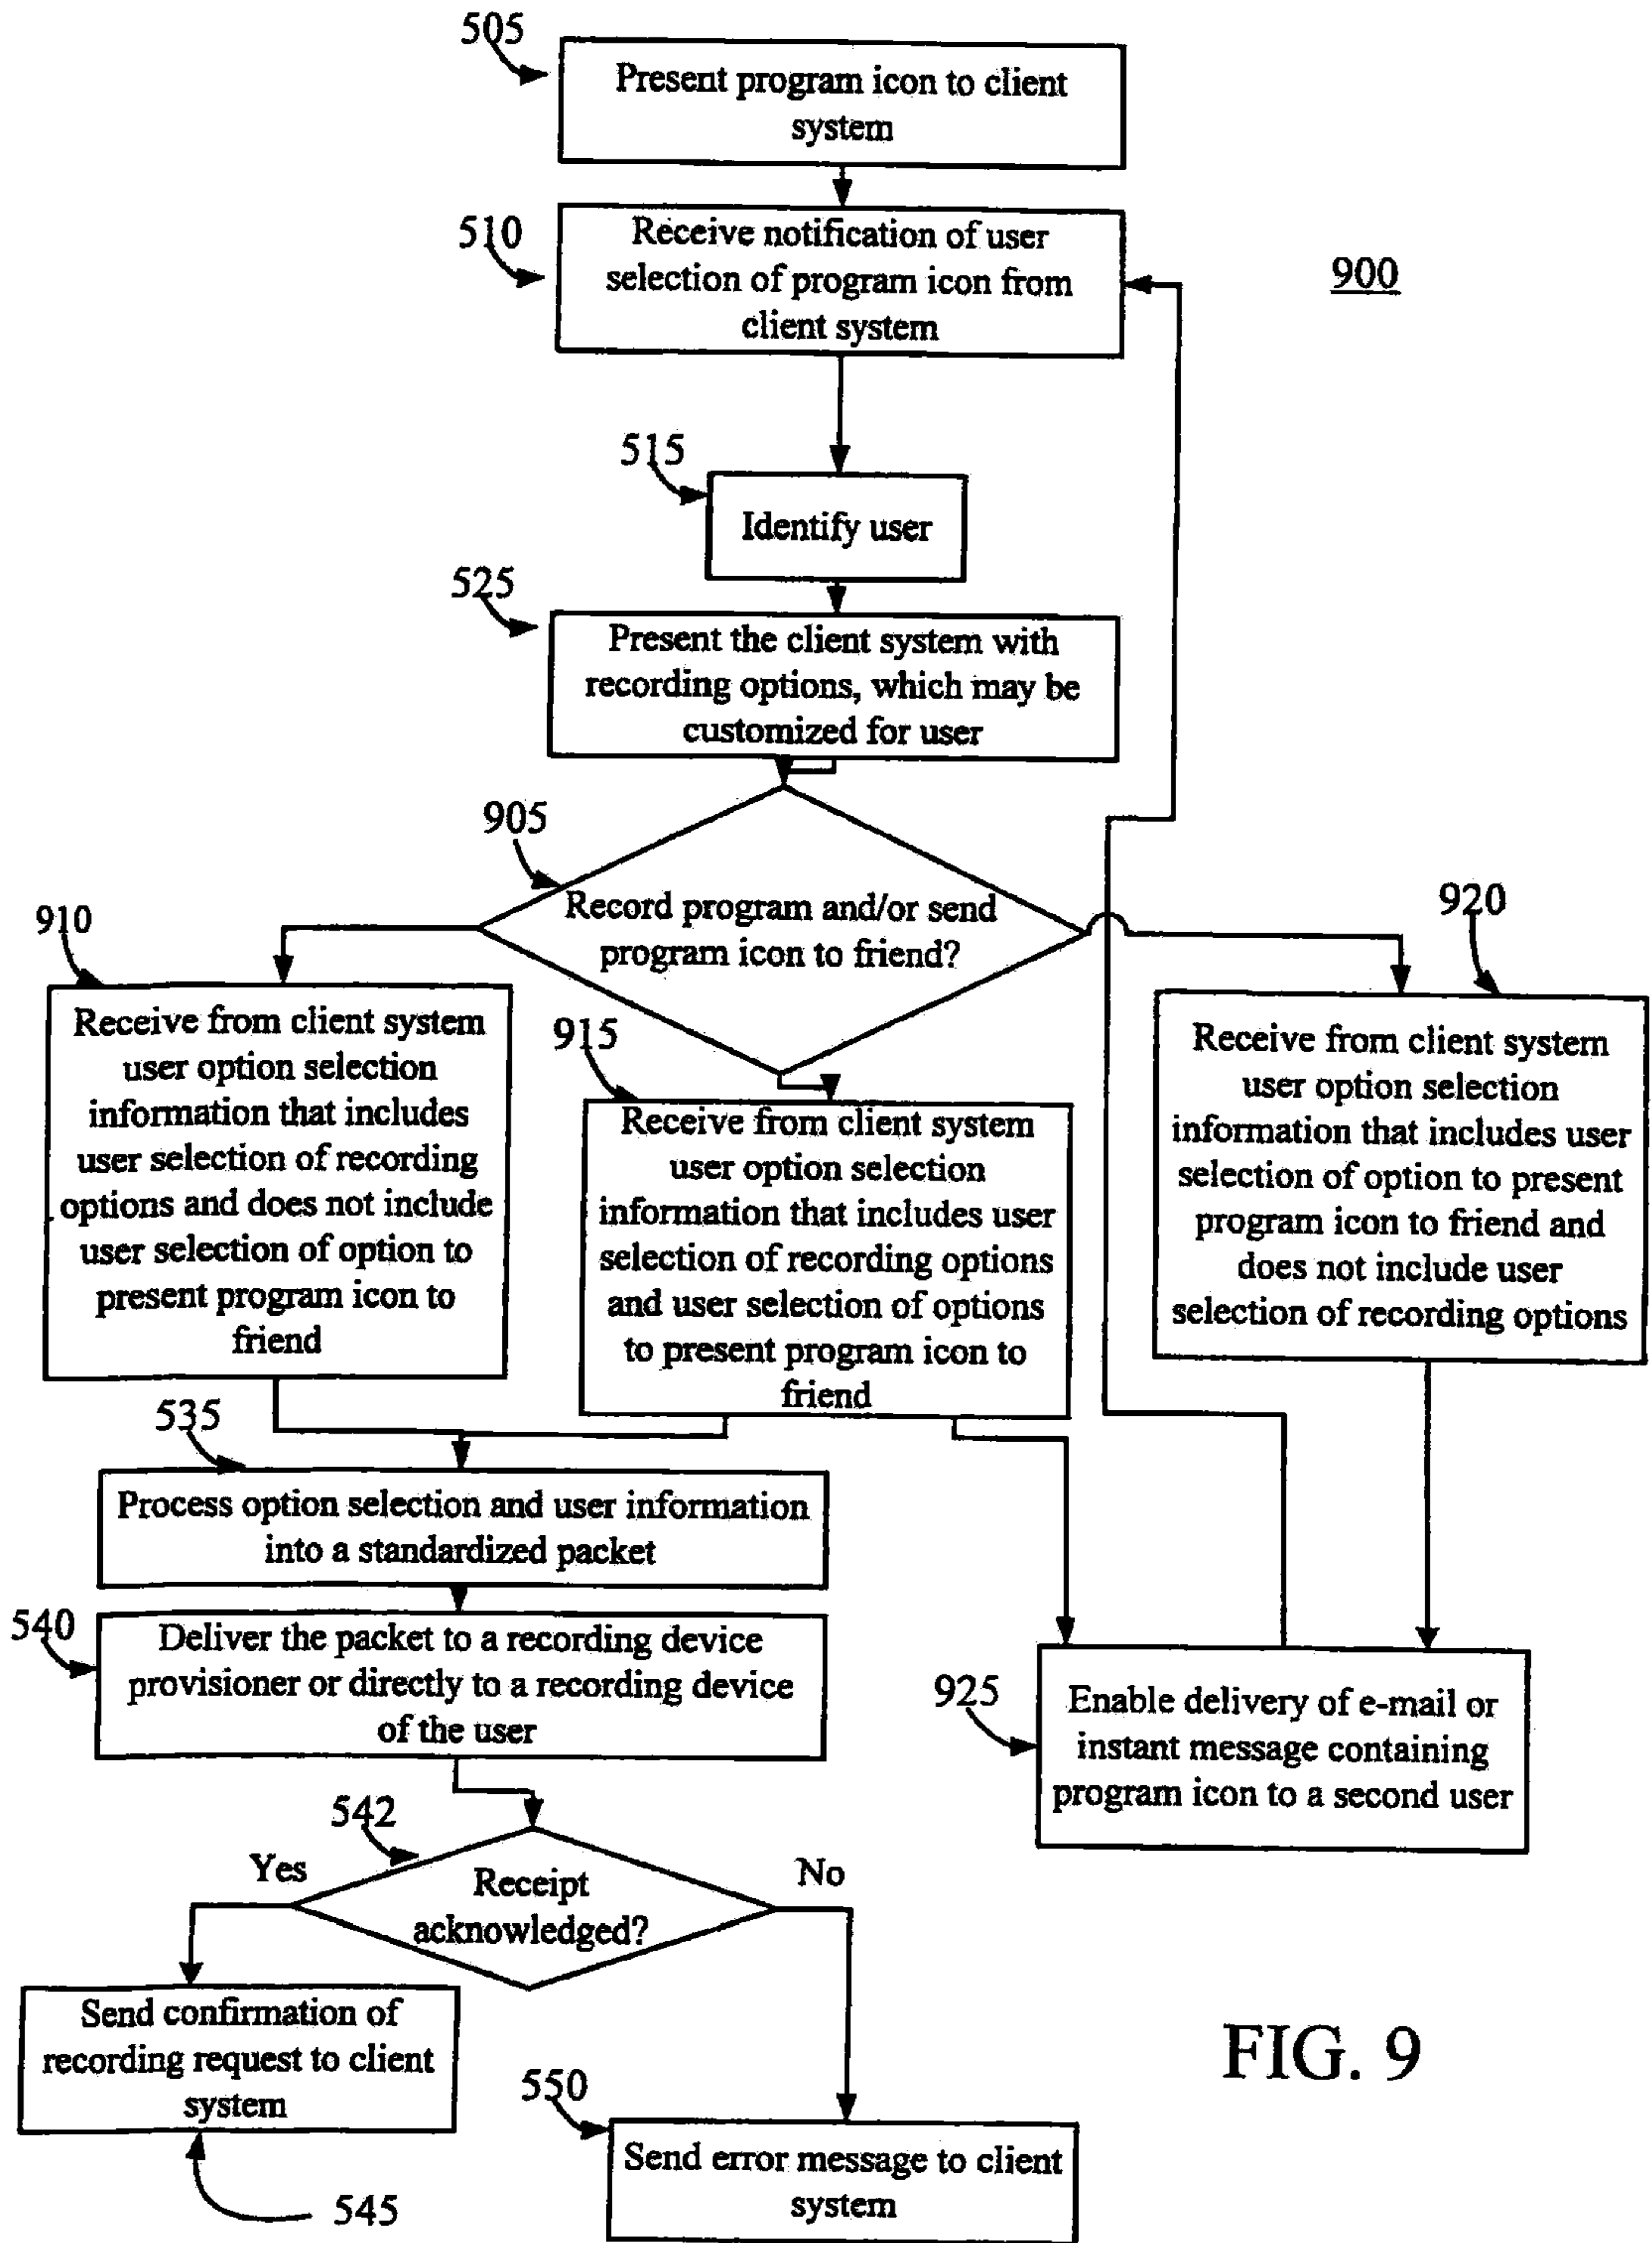 505
Present program icon to client
system
510
Receive notification of user
selection of program icon from
client system
900
515
Identify user
525
Present the client system with
recording options, which may be
customized for user
905
Record program and/or send
program icon to friend?
910
Receive from client system
user option selection
information that includes
user selection of recording
options and does not include
user selection of option to
present program icon to
friend
915
Receive from client system
user option selection
information that includes user
selection of recording options
and user selection of options
to present program icon to
friend
920
Receive from client system
user option selection
information that includes user
selection of option to present
program icon to friend and
does not include user
selection of recording options
535
Process option selection and user information
into a standardized packet
540
Deliver the packet to a recording device
provisioner or directly to a recording device
of the user
925
Enable delivery of e-mail or
instant message containing
program icon to a second user
542
Yes
Receipt
acknowledged?
No
Send confirmation of
recording request to client
system
545
550
Send error message to client
system
FIG. 9